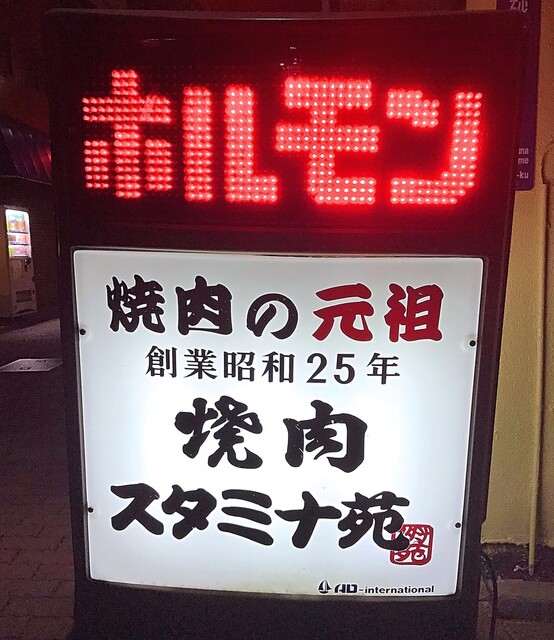 ホルモン
焼肉の元祖
創業昭和25年
焼肉
スタミナ苑
AD-international